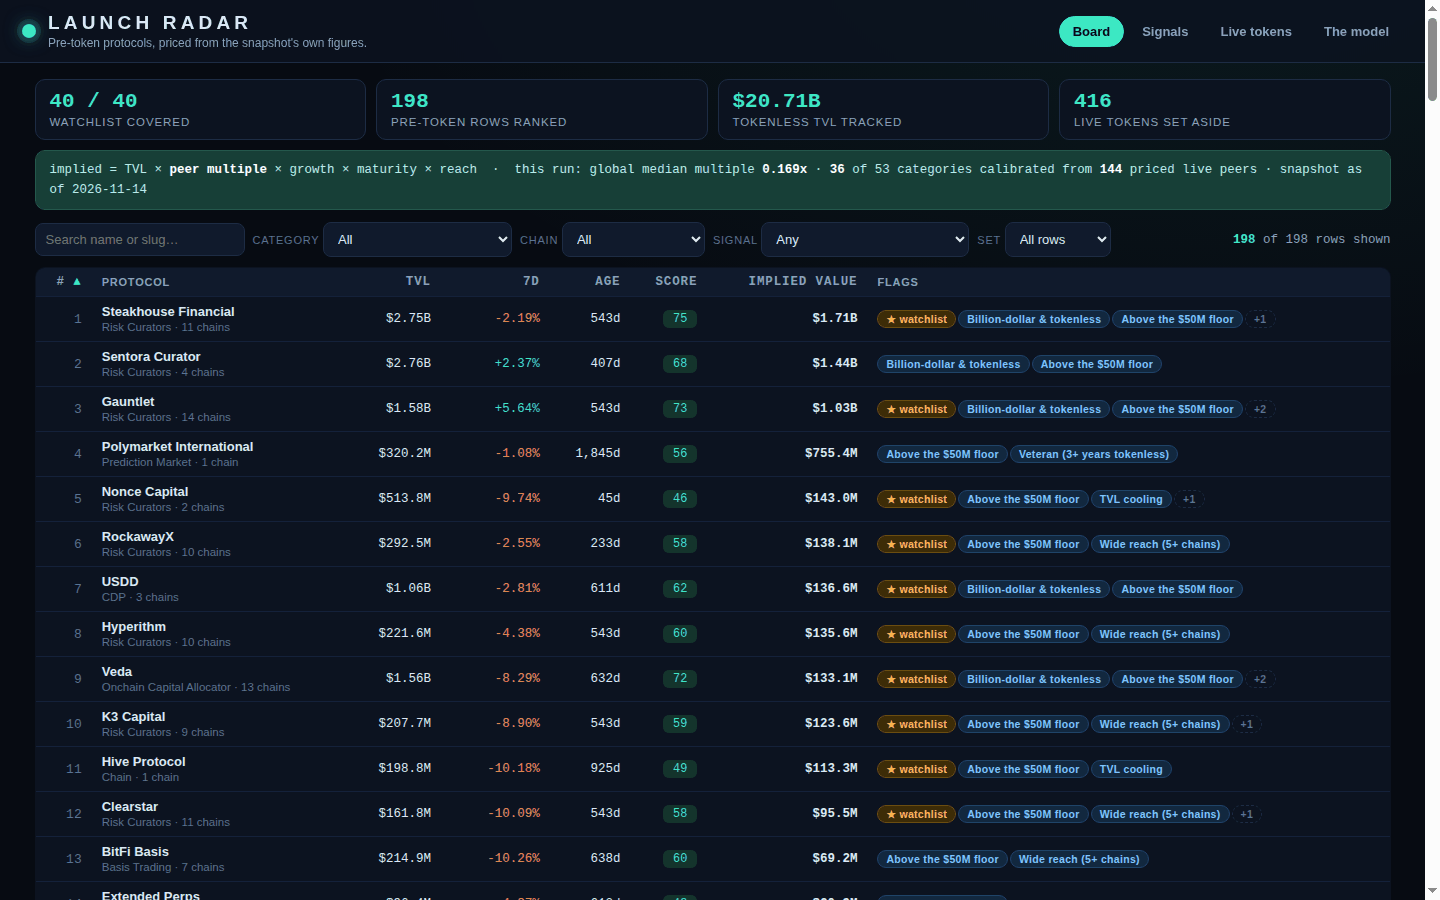 LAUNCH RADAR
Pre-token protocols, priced from the snapshot's own figures.
Board Signals Live tokens The model
40 / 40
WATCHLIST COVERED
198
PRE-TOKEN ROWS RANKED
$20.71B
TOKENLESS TVL TRACKED
416
LIVE TOKENS SET ASIDE
implied = TVL × peer multiple × growth × maturity × reach · this run: global median multiple 0.169x · 36 of 53 categories calibrated from 144 priced live peers · snapshot as
of 2026-11-14
Search name or slug… CATEGORY All CHAIN All SIGNAL Any SET All rows 198 of 198 rows shown
# ▲ PROTOCOL TVL 7D AGE SCORE IMPLIED VALUE FLAGS
1 Steakhouse Financial $2.75B -2.19% 543d 75 $1.71B ★ watchlist Billion-dollar & tokenless Above the $50M floor +1
Risk Curators · 11 chains
2 Sentora Curator $2.76B +2.37% 407d 68 $1.44B Billion-dollar & tokenless Above the $50M floor
Risk Curators · 4 chains
3 Gauntlet $1.58B +5.64% 543d 73 $1.03B ★ watchlist Billion-dollar & tokenless Above the $50M floor +2
Risk Curators · 14 chains
4 Polymarket International $320.2M -1.08% 1,845d 56 $755.4M Above the $50M floor Veteran (3+ years tokenless)
Prediction Market · 1 chain
5 Nonce Capital $513.8M -9.74% 45d 46 $143.0M ★ watchlist Above the $50M floor TVL cooling +1
Risk Curators · 2 chains
6 RockawayX $292.5M -2.55% 233d 58 $138.1M ★ watchlist Above the $50M floor Wide reach (5+ chains)
Risk Curators · 10 chains
7 USDD $1.06B -2.81% 611d 62 $136.6M ★ watchlist Billion-dollar & tokenless Above the $50M floor
CDP · 3 chains
8 Hyperithm $221.6M -4.38% 543d 60 $135.6M ★ watchlist Above the $50M floor Wide reach (5+ chains)
Risk Curators · 10 chains
9 Veda $1.56B -8.29% 632d 72 $133.1M ★ watchlist Billion-dollar & tokenless Above the $50M floor +2
Onchain Capital Allocator · 13 chains
10 K3 Capital $207.7M -8.90% 543d 59 $123.6M ★ watchlist Above the $50M floor Wide reach (5+ chains) +1
Risk Curators · 9 chains
11 Hive Protocol $198.8M -10.18% 925d 49 $113.3M ★ watchlist Above the $50M floor TVL cooling
Chain · 1 chain
12 Clearstar $161.8M -10.09% 543d 58 $95.5M ★ watchlist Above the $50M floor Wide reach (5+ chains) +1
Risk Curators · 11 chains
13 BitFi Basis $214.9M -10.26% 638d 60 $69.2M Above the $50M floor Wide reach (5+ chains)
Basis Trading · 7 chains
Extended Perps